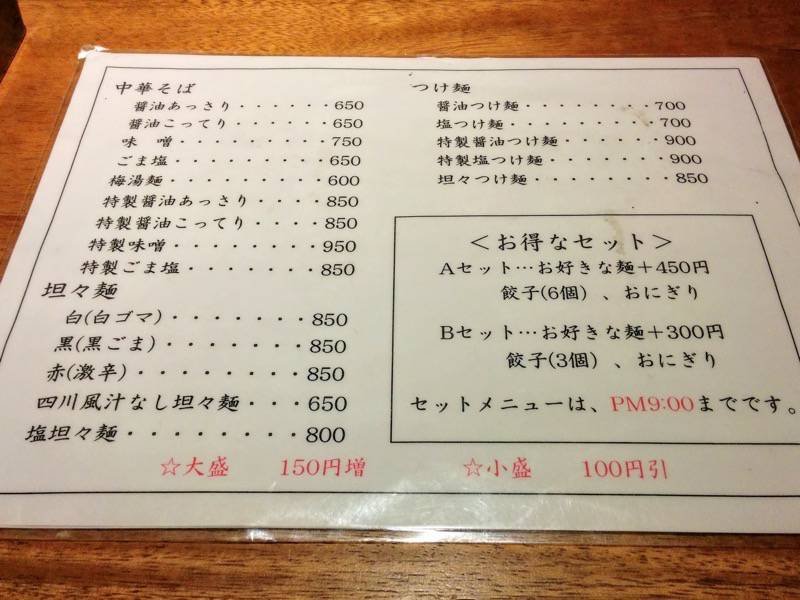 中華そば
醤油あっさり・・・・・・650
醤油こってり・・・・・・650
味　噌・・・・・・・・・750
ごま塩・・・・・・・・・650
梅湯麺・・・・・・・・・600
特製醤油あっさり・・・・850
特製醤油こってり・・・・850
特製味噌・・・・・・・・950
特製ごま塩・・・・・・・850
坦々麺
白(白ゴマ)・・・・・・・850
黒(黒ごま)・・・・・・・850
赤(激辛)・・・・・・・・850
四川風汁なし坦々麺・・・650
塩坦々麺・・・・・・・・800
つけ麺
醤油つけ麺・・・・・・・・700
塩つけ麺・・・・・・・・・700
特製醤油つけ麺・・・・・・900
特製塩つけ麺・・・・・・・900
坦々つけ麺・・・・・・・・850
＜お得なセット＞
Aセット…お好きな麺＋450円
餃子(6個)、おにぎり
Bセット…お好きな麺＋300円
餃子(3個)、おにぎり
セットメニューは、PM9:00までです。
☆大盛　150円増　☆小盛　100円引